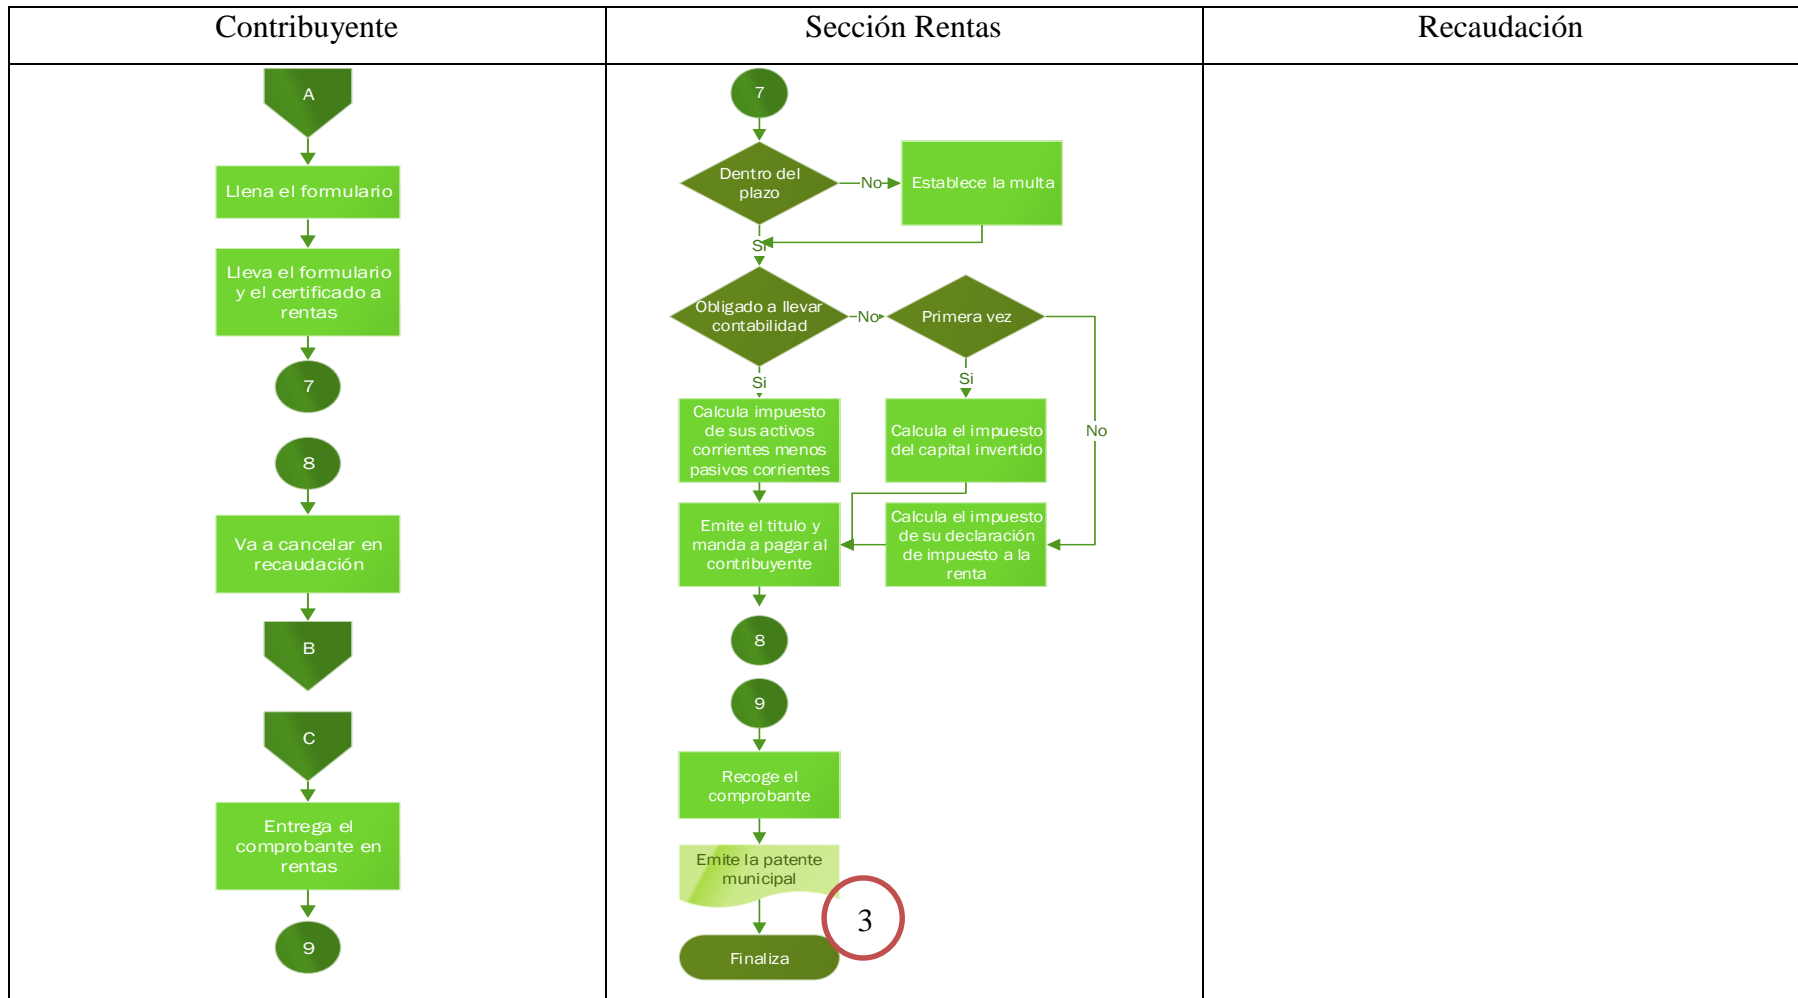 Contribuyente
Sección Rentas
Recaudación
A
Llena el formulario
Lleva el formulario
y el certificado a
rentas
7
8
Va a cancelar en
recaudación
B
C
Entrega el
comprobante en
rentas
9
7
Dentro del
plazo
No
Establece la multa
Si
Obligado a llevar
contabilidad
No
Primera vez
Si
Si
No
Calcula impuesto
de sus activos
corrientes menos
pasivos corrientes
Calcula el impuesto
del capital invertido
Emite el titulo y
manda a pagar al
contribuyente
Calcula el impuesto
de su declaración
de impuesto a la
renta
8
9
Recoge el
comprobante
Emite la patente
municipal
3
Finaliza